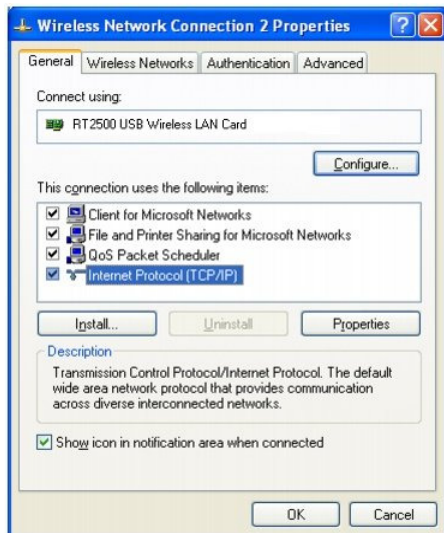 Wireless Network Connection 2 Properties
General Wireless Networks Authentication Advanced
Connect using:
RT2500 USB Wireless LAN Card
Configure...
This connection uses the following items:
Client for Microsoft Networks
File and Printer Sharing for Microsoft Networks
QoS Packet Scheduler
Internet Protocol (TCP/IP)
Install... Uninstall Properties
Description
Transmission Control Protocol/Internet Protocol. The default
wide area network protocol that provides communication
across diverse interconnected networks.
Show icon in notification area when connected
OK Cancel